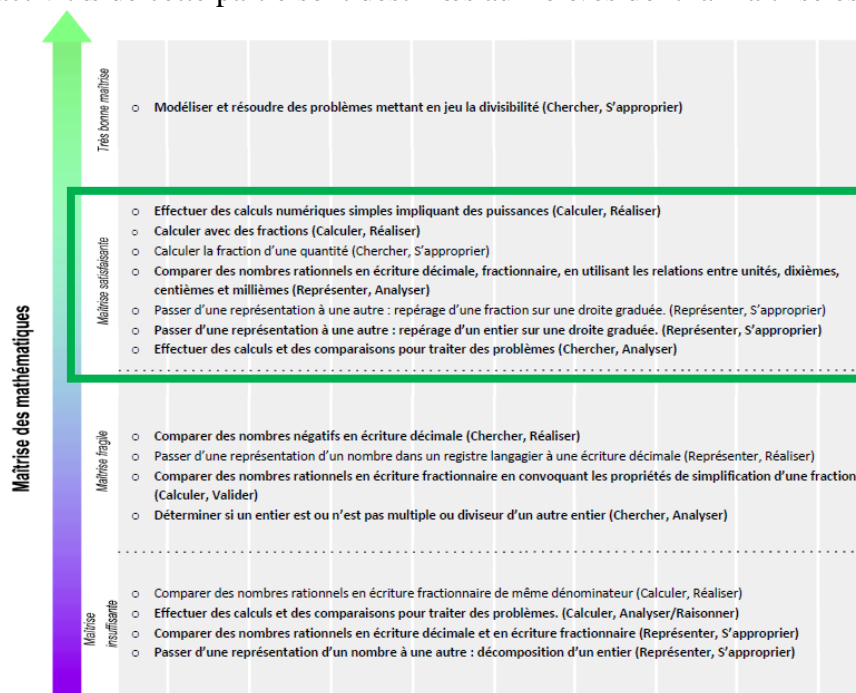 de cette partie sont destinées aux élèves dont la maîtrise
Maîtrise des mathématiques
Très bonne maîtrise
o Modéliser et résoudre des problèmes mettant en jeu la divisibilité (Chercher, S'approprier)
Maîtrise satisfaisante
o Effectuer des calculs numériques simples impliquant des puissances (Calculer, Réaliser)
o Calculer avec des fractions (Calculer, Réaliser)
o Calculer la fraction d'une quantité (Chercher, S'approprier)
o Comparer des nombres rationnels en écriture décimale, fractionnaire, en utilisant les relations entre unités, dixièmes,
centièmes et millièmes (Représenter, Analyser)
o Passer d'une représentation à une autre : repérage d'une fraction sur une droite graduée. (Représenter, S'approprier)
o Passer d'une représentation à une autre : repérage d'un entier sur une droite graduée. (Représenter, S'approprier)
o Effectuer des calculs et des comparaisons pour traiter des problèmes (Chercher, Analyser)
Maîtrise fragile
o Comparer des nombres négatifs en écriture décimale (Chercher, Réaliser)
o Passer d'une représentation d'un nombre dans un registre langagier à une écriture décimale (Représenter, Réaliser)
o Comparer des nombres rationnels en écriture fractionnaire en convoquant les propriétés de simplification d'une fraction
(Calculer, Valider)
o Déterminer si un entier est ou n'est pas multiple ou diviseur d'un autre entier (Chercher, Analyser)
Maîtrise
insuffisante
o Comparer des nombres rationnels en écriture fractionnaire de même dénominateur (Calculer, Réaliser)
o Effectuer des calculs et des comparaisons pour traiter des problèmes. (Calculer, Analyser/Raisonner)
o Comparer des nombres rationnels en écriture décimale et en écriture fractionnaire (Représenter, S'approprier)
o Passer d'une représentation d'un nombre à une autre : décomposition d'un entier (Représenter, S'approprier)